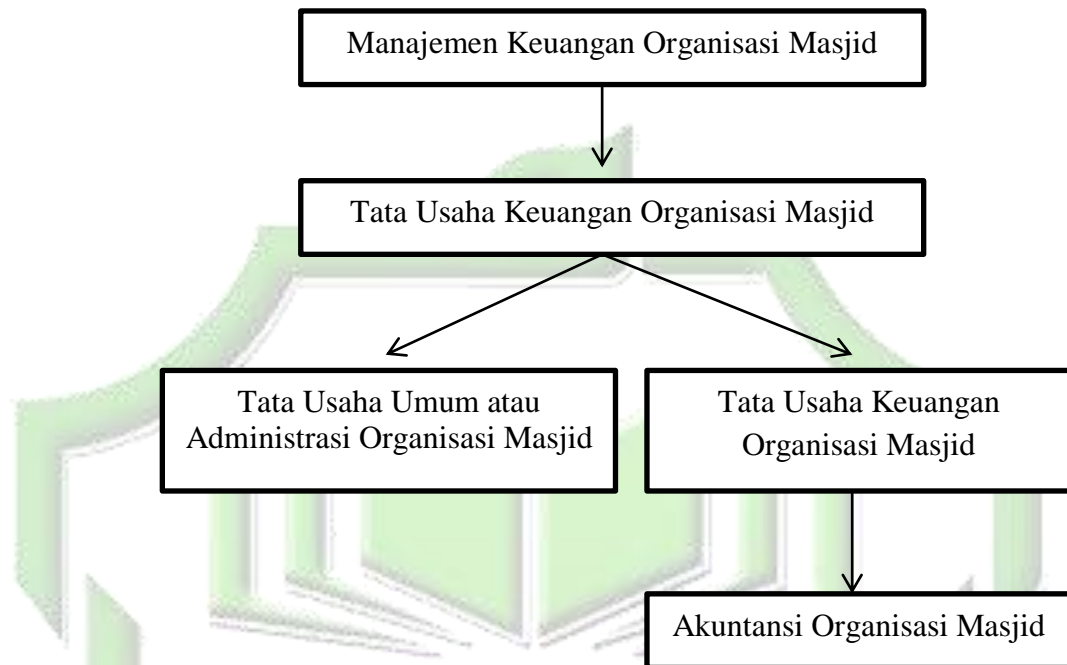 Manajemen Keuangan Organisasi Masjid
Tata Usaha Keuangan Organisasi Masjid
Tata Usaha Umum atau
Administrasi Organisasi Masjid
Tata Usaha Keuangan
Organisasi Masjid
Akuntansi Organisasi Masjid